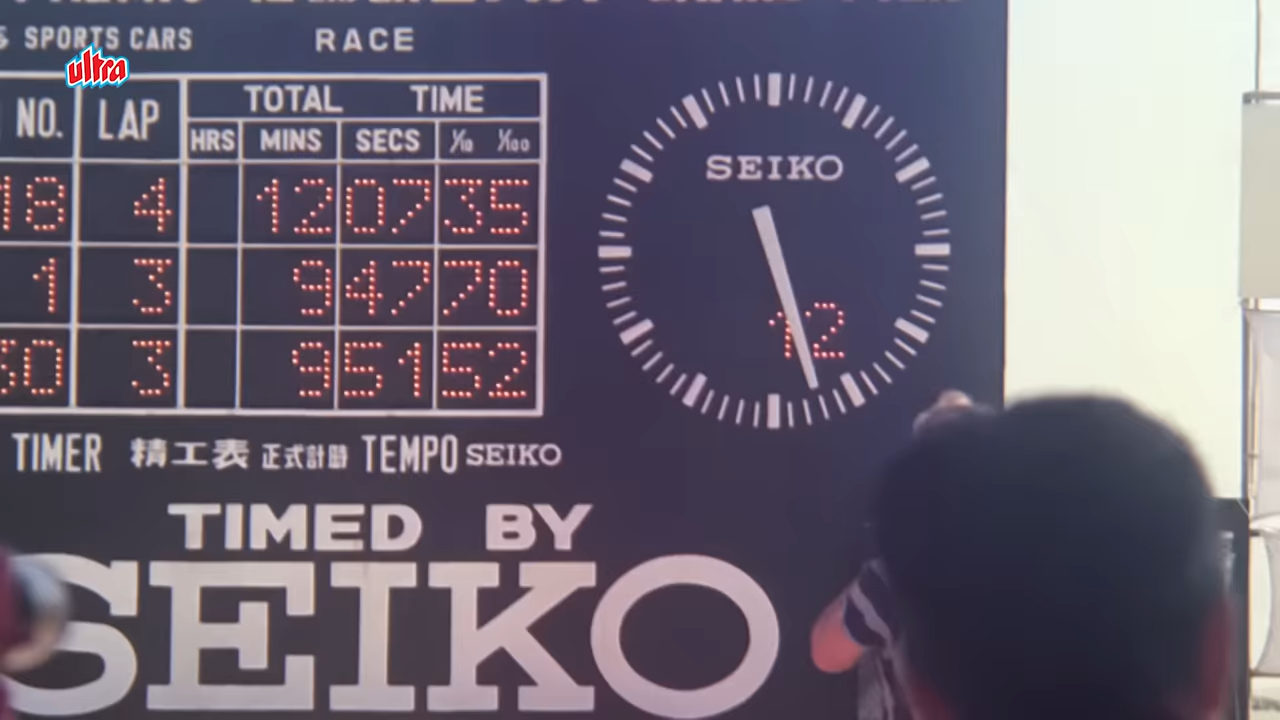 & SPORTS CARS RACE
ultra
NO. LAP TOTAL TIME
HRS MINS SECS 1/10 1/100
18 4 12 07 35
1 3 9 47 70
30 3 9 51 52
SEIKO
12
TIMER 精工表 正式計時 TEMPO SEIKO
TIMED BY
SEIKO